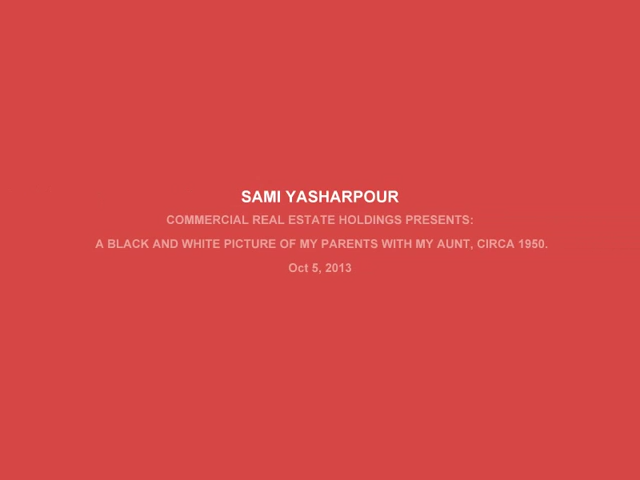 SAMI YASHARPOUR
COMMERCIAL REAL ESTATE HOLDINGS PRESENTS:
A BLACK AND WHITE PICTURE OF MY PARENTS WITH MY AUNT, CIRCA 1950.
Oct 5, 2013